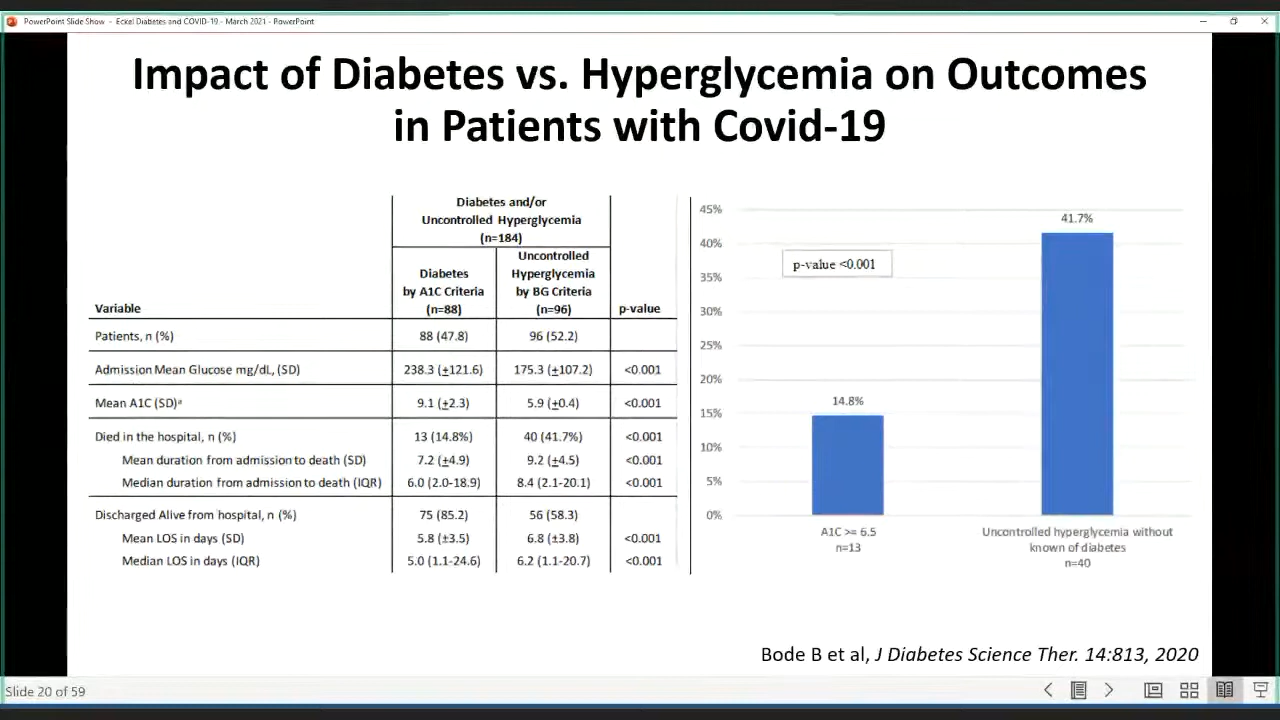 PowerPoint Slide Show - Eckel Diabetes and COVID-19 - March 2021 - PowerPoint
Impact of Diabetes vs. Hyperglycemia on Outcomes
in Patients with Covid-19
Diabetes and/or
Uncontrolled Hyperglycemia
(n=184)
Variable
Diabetes
by A1C Criteria
(n=88)
Uncontrolled
Hyperglycemia
by BG Criteria
(n=96)
p-value
Patients, n (%) 88 (47.8) 96 (52.2)
Admission Mean Glucose mg/dL, (SD) 238.3 (±121.6) 175.3 (±107.2) <0.001
Mean A1C (SD)ᵃ 9.1 (±2.3) 5.9 (±0.4) <0.001
Died in the hospital, n (%) 13 (14.8%) 40 (41.7%) <0.001
Mean duration from admission to death (SD) 7.2 (±4.9) 9.2 (±4.5) <0.001
Median duration from admission to death (IQR) 6.0 (2.0-18.9) 8.4 (2.1-20.1) <0.001
Discharged Alive from hospital, n (%) 75 (85.2) 56 (58.3)
Mean LOS in days (SD) 5.8 (±3.5) 6.8 (±3.8) <0.001
Median LOS in days (IQR) 5.0 (1.1-24.6) 6.2 (1.1-20.7) <0.001
45%
40%
35%
30%
25%
20%
15%
10%
5%
0%
p-value <0.001
14.8%
41.7%
A1C >= 6.5
n=13
Uncontrolled hyperglycemia without
known of diabetes
n=40
Bode B et al, J Diabetes Science Ther. 14:813, 2020
Slide 20 of 59